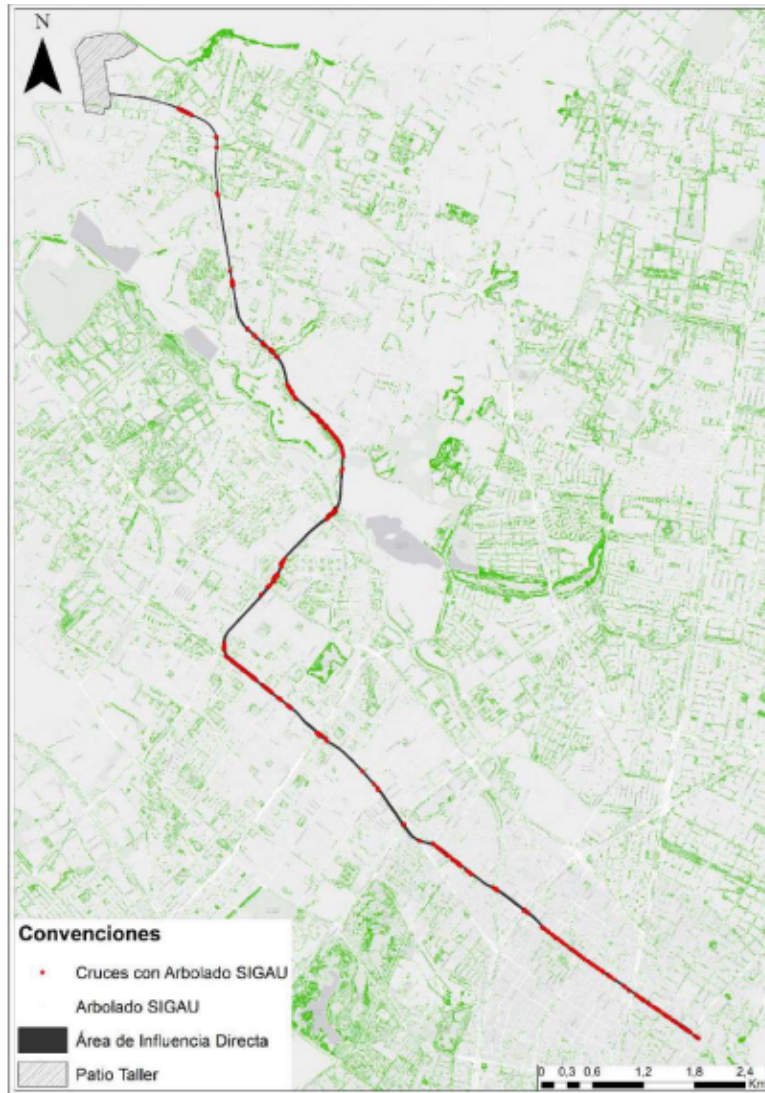 N
Convenciones
Cruces con Arbolado SIGAU
Arbolado SIGAU
Área de Influencia Directa
Patio Taller
0 0,3 0,6 1,2 1,8 2,4
Km